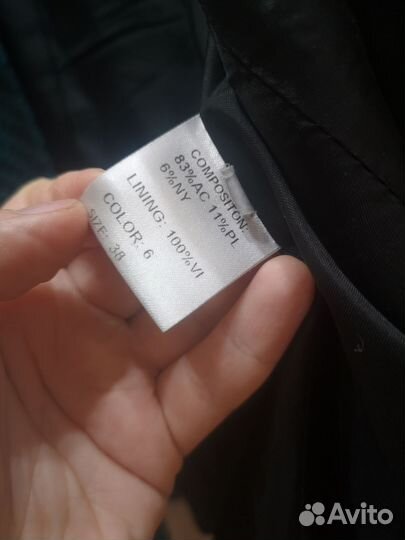 COMPOSITON:
83%AC 11%PL
6%NY
LINING: 100%VI
COLOR: 6
SIZE: 38
Avito